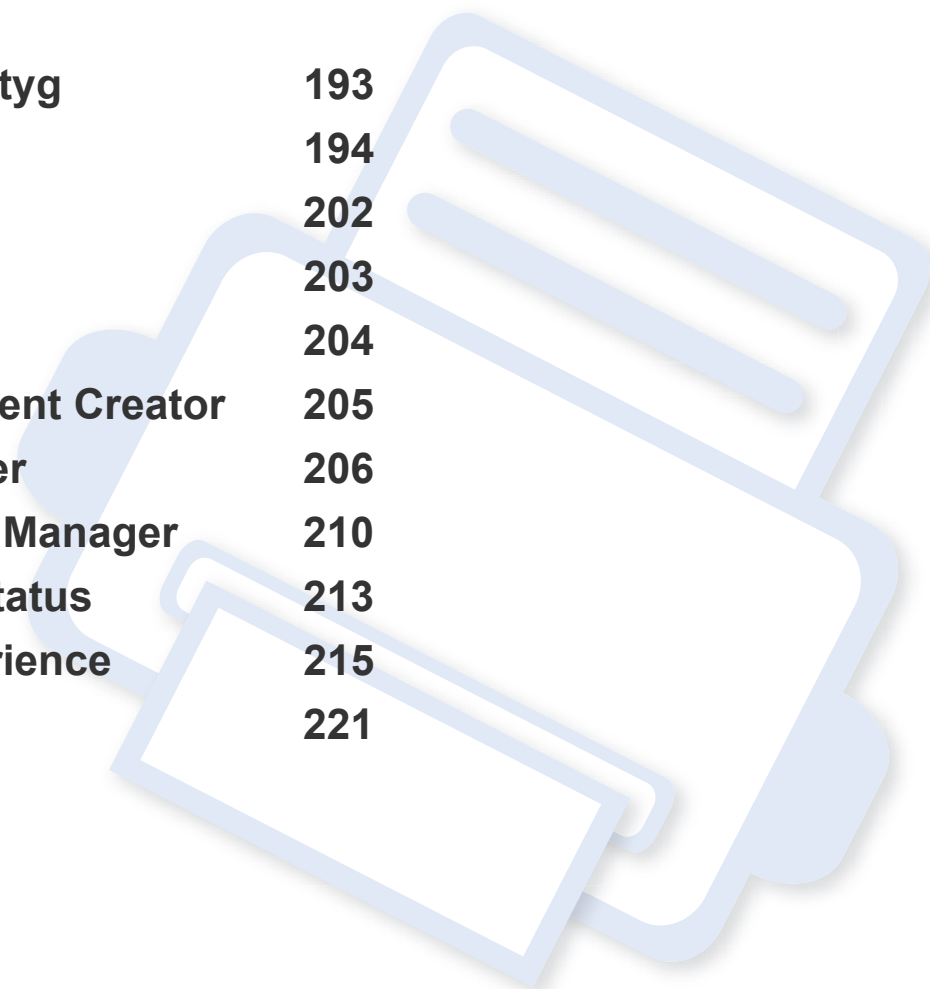 tyg 193
194
202
203
204
ent Creator 205
er 206
Manager 210
tatus 213
rience 215
221